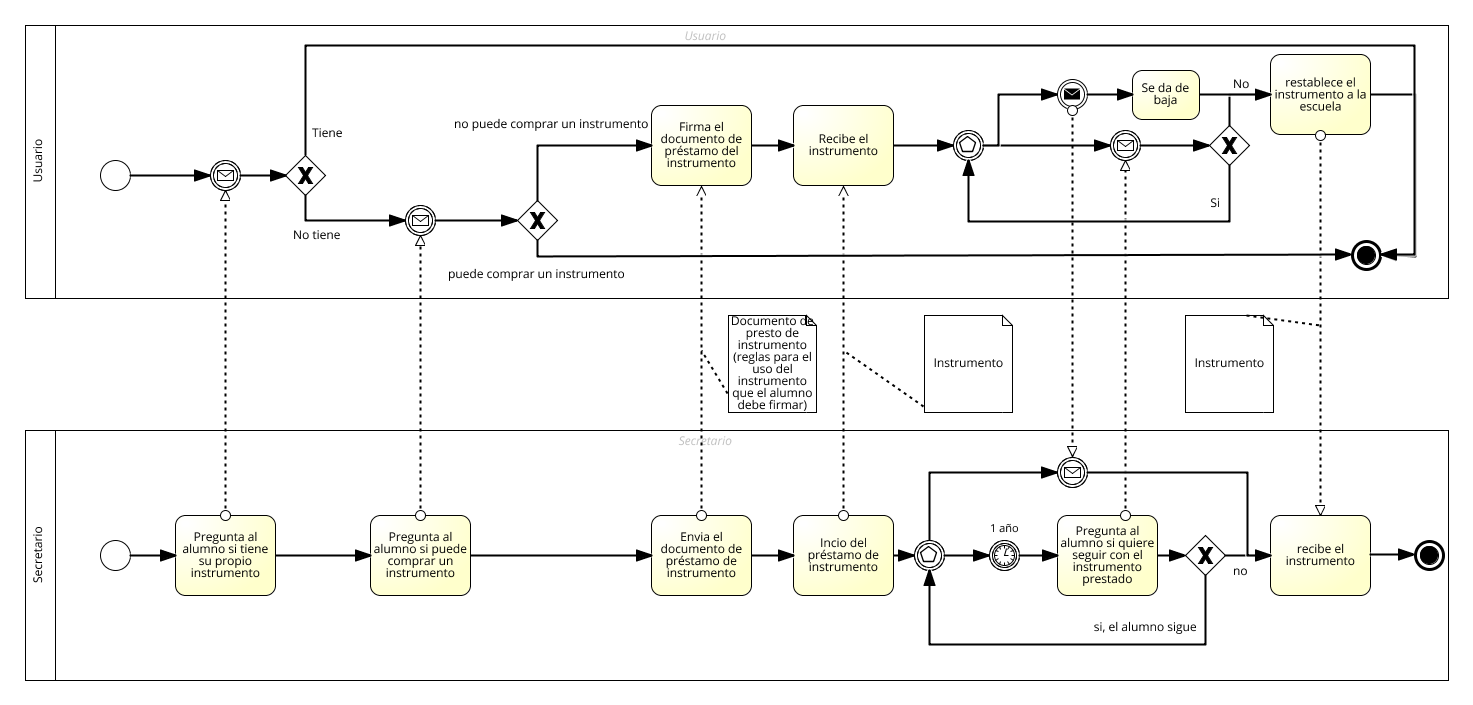 Usuario
Usuario
Tiene
No tiene
no puede comprar un instrumento
puede comprar un instrumento
Firma el
documento de
préstamo del
instrumento
Recibe el
instrumento
Se da de
baja
No
Si
restablece el
instrumento a la
escuela
Documento de
presto de
instrumento
(reglas para el
uso del
instrumento
que el alumno
debe firmar)
Instrumento
Instrumento
Secretario
Secretario
Pregunta al
alumno si tiene
su propio
instrumento
Pregunta al
alumno si puede
comprar un
instrumento
Envia el
documento de
préstamo de
instrumento
Incio del
préstamo de
instrumento
1 año
Pregunta al
alumno si quiere
seguir con el
instrumento
prestado
no
si, el alumno sigue
recibe el
instrumento